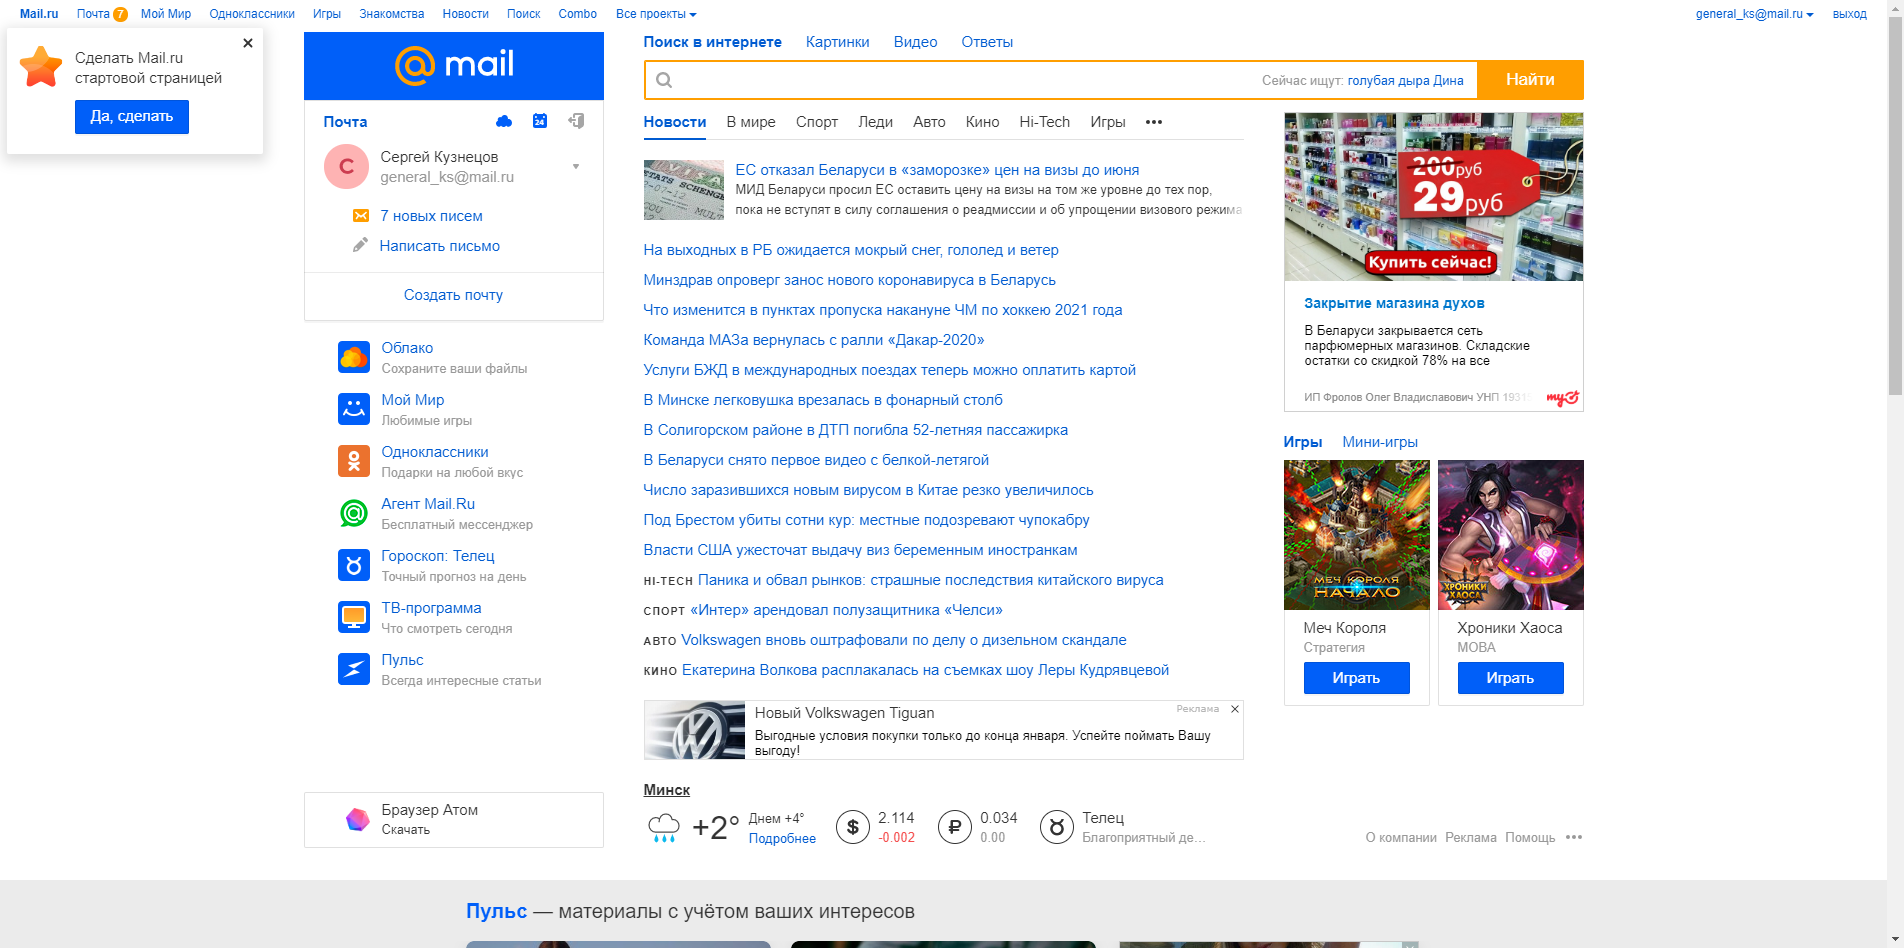 Mail.ru Почта 7 Мой Мир Одноклассники Игры Знакомства Новости Поиск Combo Все проекты
general_ks@mail.ru выход
Сделать Mail.ru
стартовой страницей
Да, сделать
@mail
Почта
24
С
Сергей Кузнецов
general_ks@mail.ru
7 новых писем
Написать письмо
Создать почту
Облако
Сохраните ваши файлы
Мой Мир
Любимые игры
Одноклассники
Подарки на любой вкус
Агент Mail.Ru
Бесплатный мессенджер
Гороскоп: Телец
Точный прогноз на день
ТВ-программа
Что смотреть сегодня
Пульс
Всегда интересные статьи
Браузер Атом
Скачать
Поиск в интернете Картинки Видео Ответы
Сейчас ищут: голубая дыра Дина
Найти
Новости В мире Спорт Леди Авто Кино Hi-Tech Игры •••
ЕС отказал Беларуси в «заморозке» цен на визы до июня
МИД Беларуси просил ЕС оставить цену на визы на том же уровне до тех пор,
пока не вступят в силу соглашения о реадмиссии и об упрощении визового режима
На выходных в РБ ожидается мокрый снег, гололед и ветер
Минздрав опроверг занос нового коронавируса в Беларусь
Что изменится в пунктах пропуска накануне ЧМ по хоккею 2021 года
Команда МАЗа вернулась с ралли «Дакар-2020»
Услуги БЖД в международных поездах теперь можно оплатить картой
В Минске легковушка врезалась в фонарный столб
В Солигорском районе в ДТП погибла 52-летняя пассажирка
В Беларуси снято первое видео с белкой-летягой
Число заразившихся новым вирусом в Китае резко увеличилось
Под Брестом убиты сотни кур: местные подозревают чупокабру
Власти США ужесточат выдачу виз беременным иностранкам
HI-TECH Паника и обвал рынков: страшные последствия китайского вируса
СПОРТ «Интер» арендовал полузащитника «Челси»
АВТО Volkswagen вновь оштрафовали по делу о дизельном скандале
КИНО Екатерина Волкова расплакалась на съемках шоу Леры Кудрявцевой
Новый Volkswagen Tiguan
Реклама
Выгодные условия покупки только до конца января. Успейте поймать Вашу
выгоду!
Минск
+2° Днем +4°
Подробнее
$ 2.114
-0.002
₽ 0.034
0.00
Телец
Благоприятный де...
200руб
29руб
Купить сейчас!
Закрытие магазина духов
В Беларуси закрывается сеть
парфюмерных магазинов. Складские
остатки со скидкой 78% на все
ИП Фролов Олег Владиславович УНП 1931
Игры Мини-игры
МЕЧ КОРОЛЯ
НАЧАЛО
ХРОНИКИ
ХАОСА
Меч Короля
Стратегия
Играть
Хроники Хаоса
MOBA
Играть
О компании Реклама Помощь •••
Пульс — материалы с учётом ваших интересов